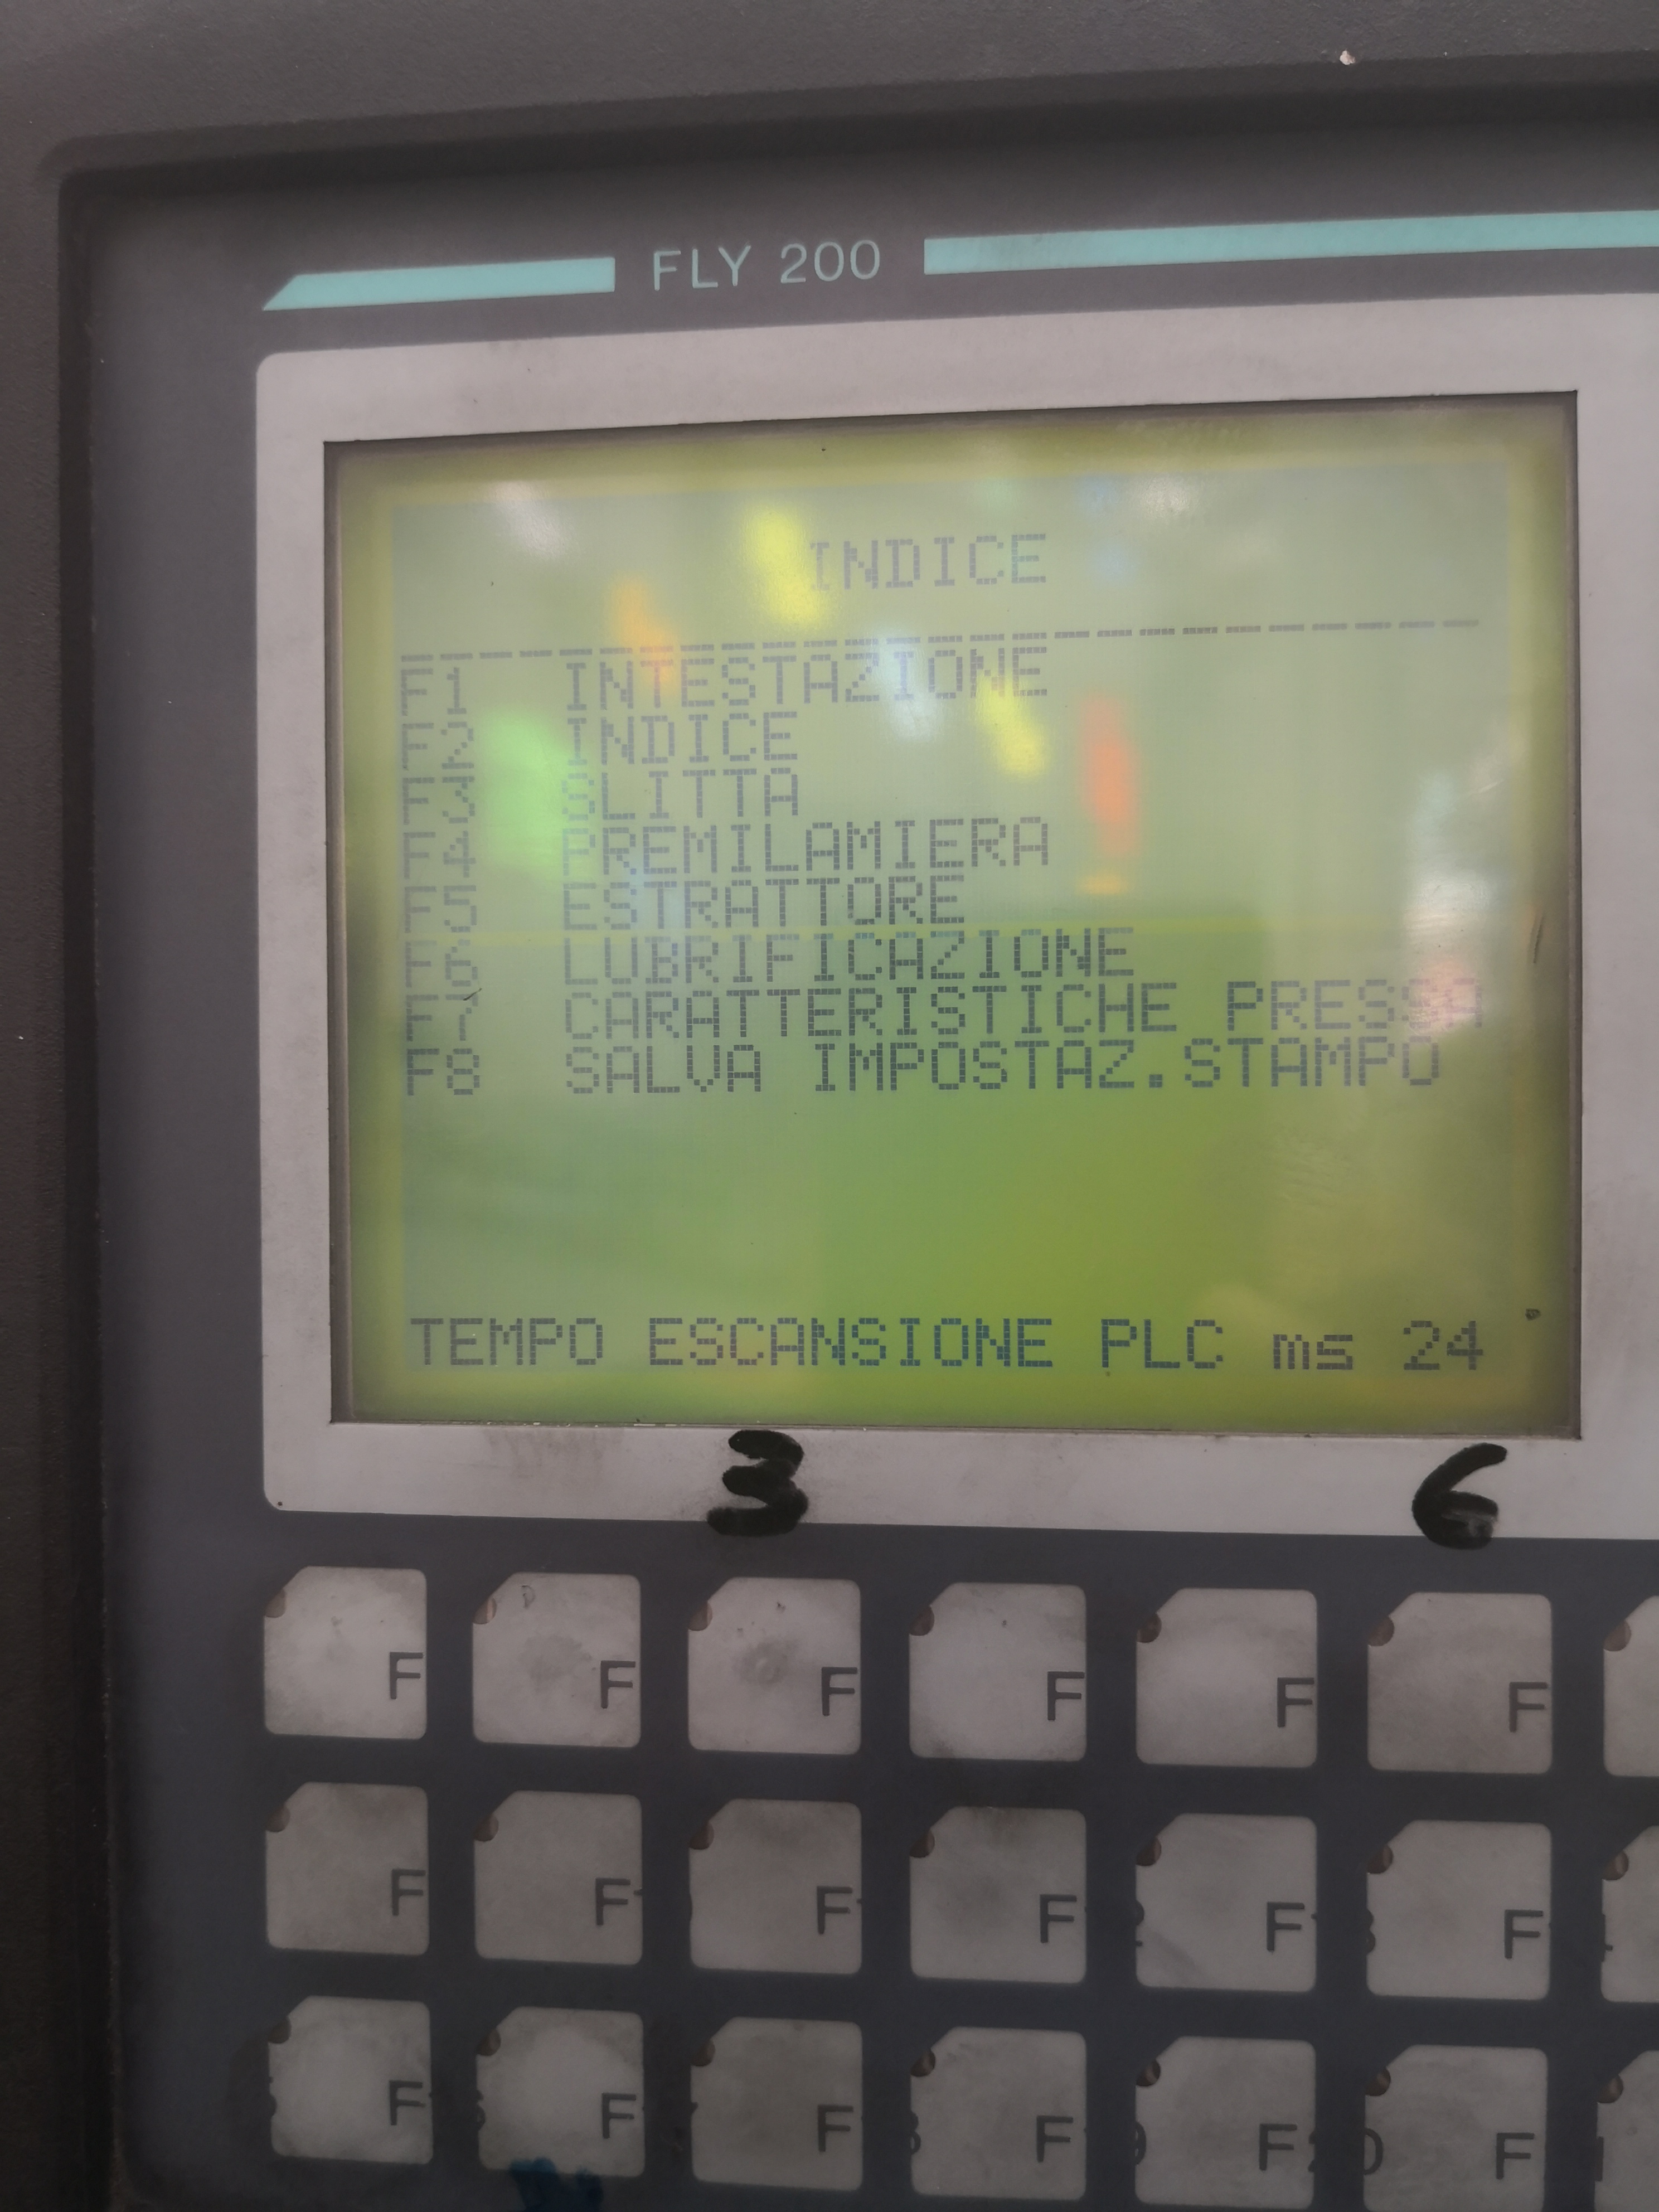 FLY 200
INDICE
F1 INTESTAZIONE
F2 INDICE
F3 SLITTA
F4 PREMILAMIERA
F5 ESTRATTORE
F6 LUBRIFICAZIONE
F7 CARATTERISTICHE PRESSA
F8 SALVA IMPOSTAZ.STAMPO
TEMPO ESCANSIONE PLC ms 24
3 6
F F F F F F
F F F F F F
F F F F F F